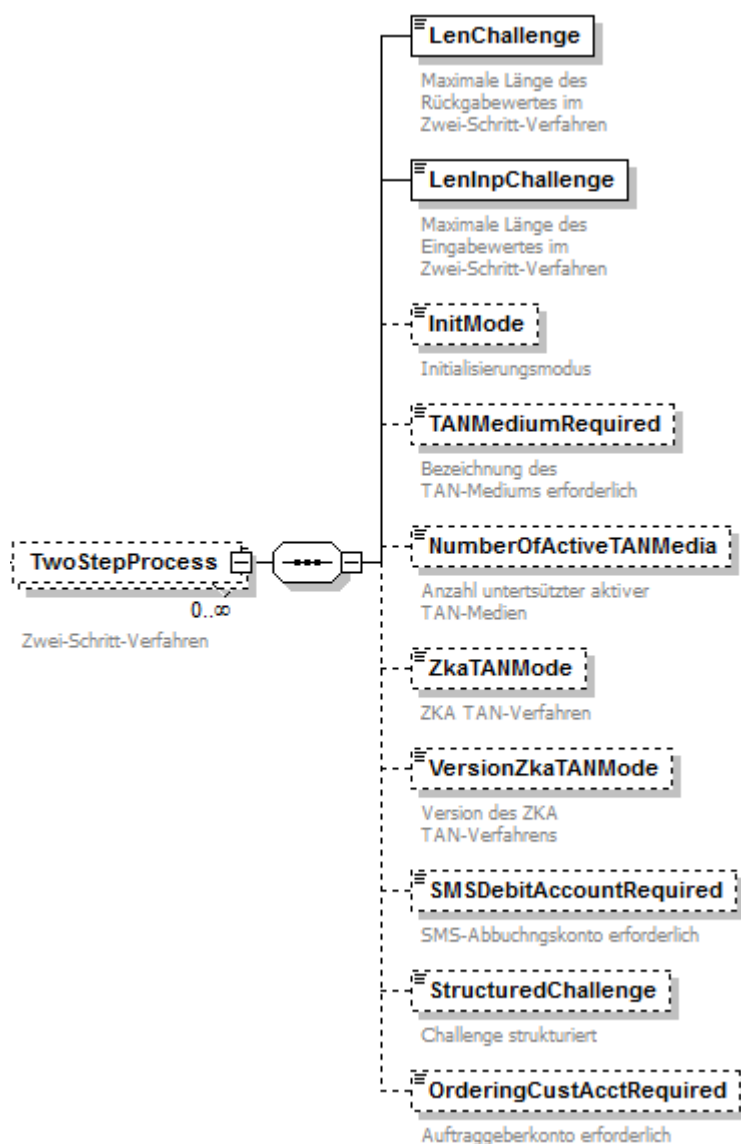 LenChallenge
Maximale Länge des
Rückgabewertes im
Zwei-Schritt-Verfahren
LenInpChallenge
Maximale Länge des
Eingabewertes im
Zwei-Schritt-Verfahren
InitMode
Initialisierungsmodus
TANMediumRequired
Bezeichnung des
TAN-Mediums erforderlich
TwoStepProcess
0..∞
Zwei-Schritt-Verfahren
NumberOfActiveTANMedia
Anzahl untertsützter aktiver
TAN-Medien
ZkaTANMode
ZKA TAN-Verfahren
VersionZkaTANMode
Version des ZKA
TAN-Verfahrens
SMSDebitAccountRequired
SMS-Abbuchngskonto erforderlich
StructuredChallenge
Challenge strukturiert
OrderingCustAcctRequired
Auftraggeberkonto erforderlich